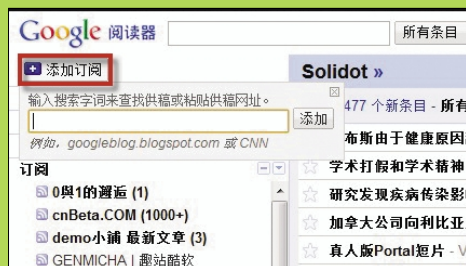 Google 阅读器
所有条目
添加订阅
Solidot »
输入搜索字词来查找供稿或粘贴供稿网址。
477 个新条目 - 所有
添加
布斯由于健康原因
例如，googleblog.blogspot.com 或 CNN
订阅
学术打假和学术精神
0與1的邂逅 (1)
研究发现疾病传染影
cnBeta.COM (1000+)
加拿大公司向利比亚
demo小鋪 最新文章 (3)
真人版Portal短片 - V
GENMICHA | 趣站酷软